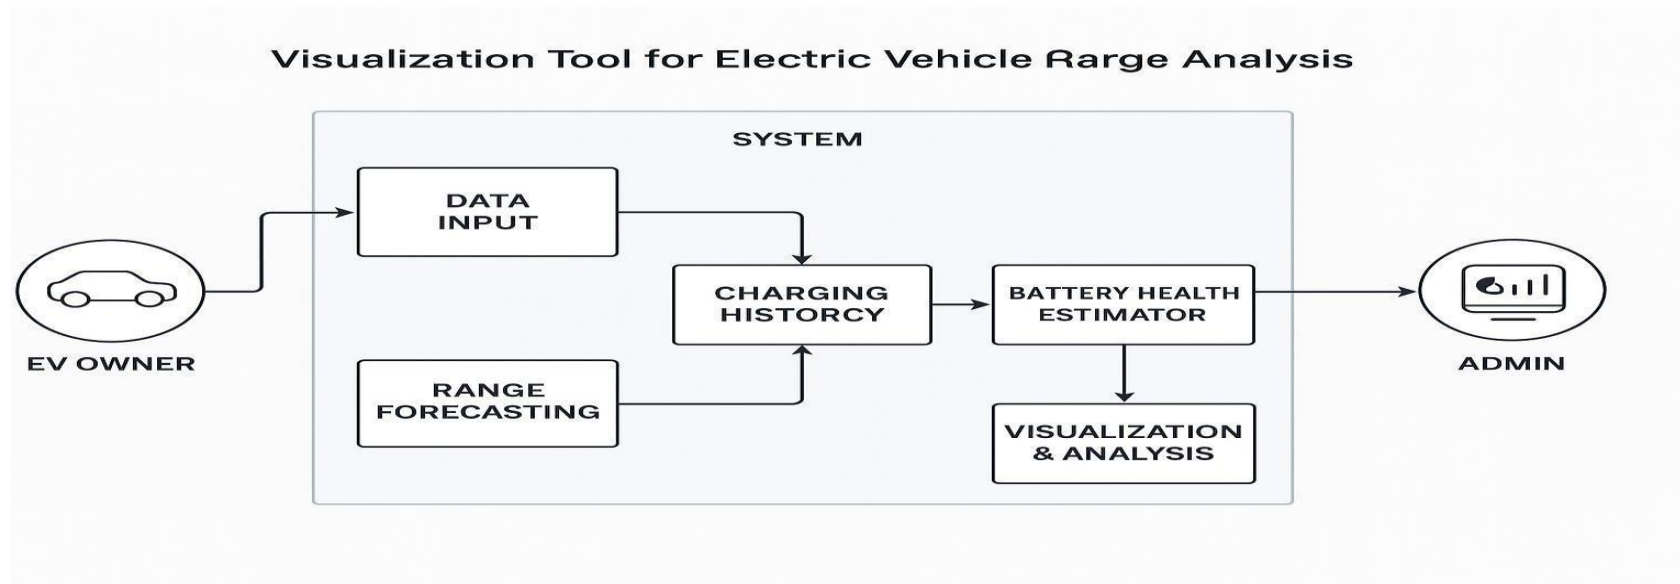 Visualization Tool for Electric Vehicle Rarge Analysis
SYSTEM
DATA
INPUT
CHARGING
HISTORCY
BATTERY HEALTH
ESTIMATOR
EV OWNER
ADMIN
RANGE
FORECASTING
VISUALIZATION
& ANALYSIS